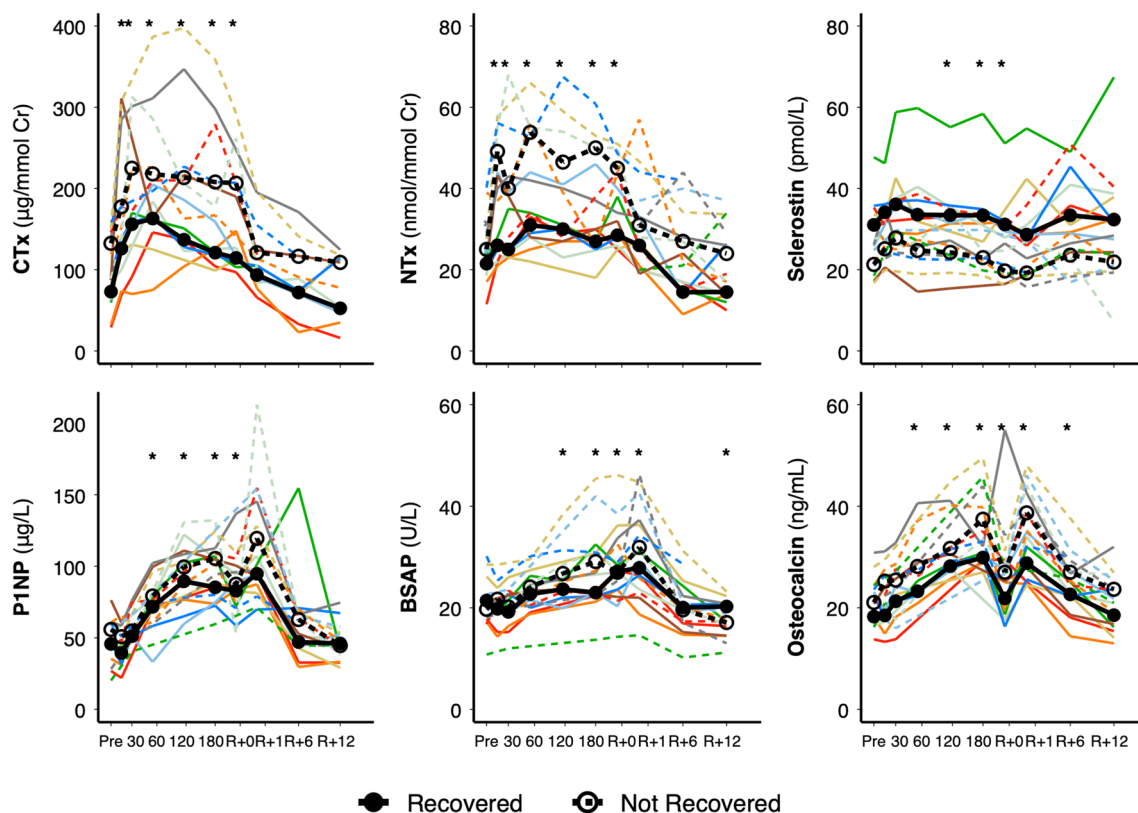 CTx (µg/mmol Cr)
400
300
200
100
0
** * * * *
NTx (nmol/mmol Cr)
60
40
20
0
* * * * * *
Sclerostin (pmol/L)
60
40
20
0
* * *
P1NP (µg/L)
200
150
100
50
0
* * * *
Pre 30 60 120 180 R+0 R+1 R+6 R+12
BSAP (U/L)
60
40
20
0
* * * * *
Pre 30 60 120 180 R+0 R+1 R+6 R+12
Osteocalcin (ng/mL)
60
40
20
0
* * * * * *
Pre 30 60 120 180 R+0 R+1 R+6 R+12
Recovered Not Recovered